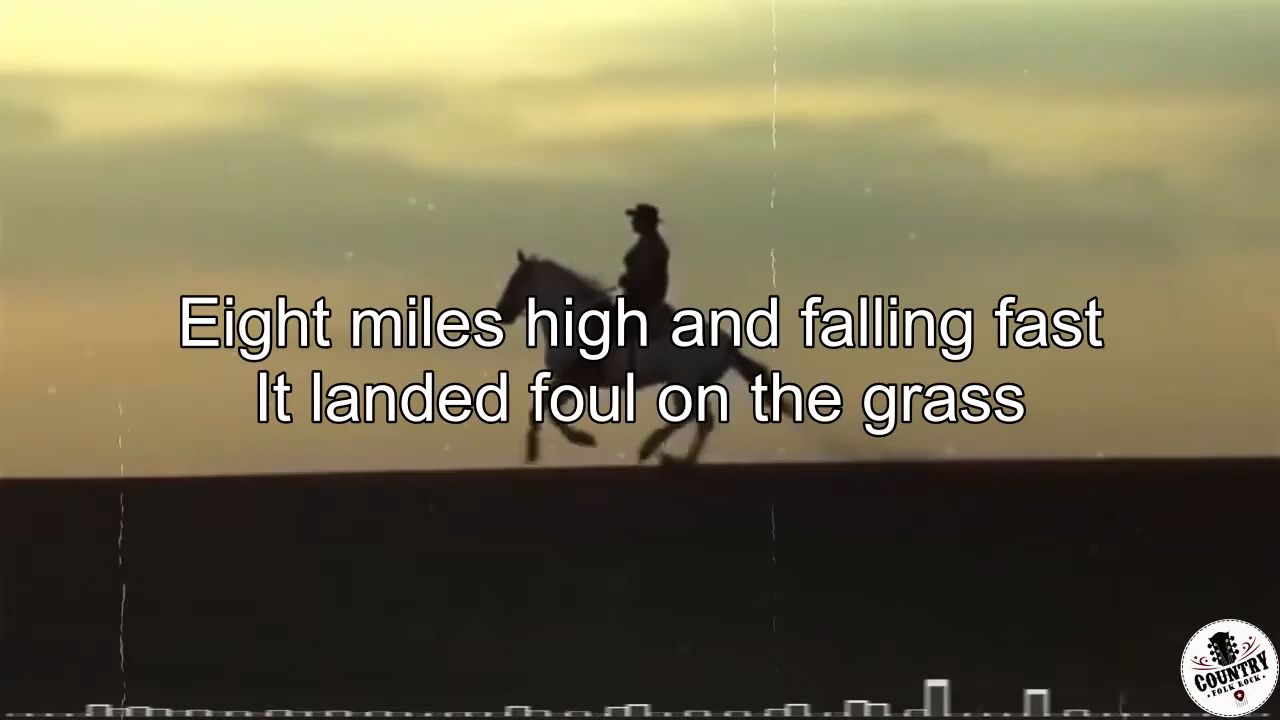 Eight miles high and falling fast
It landed foul on the grass
COUNTRY
FOLK ROCK